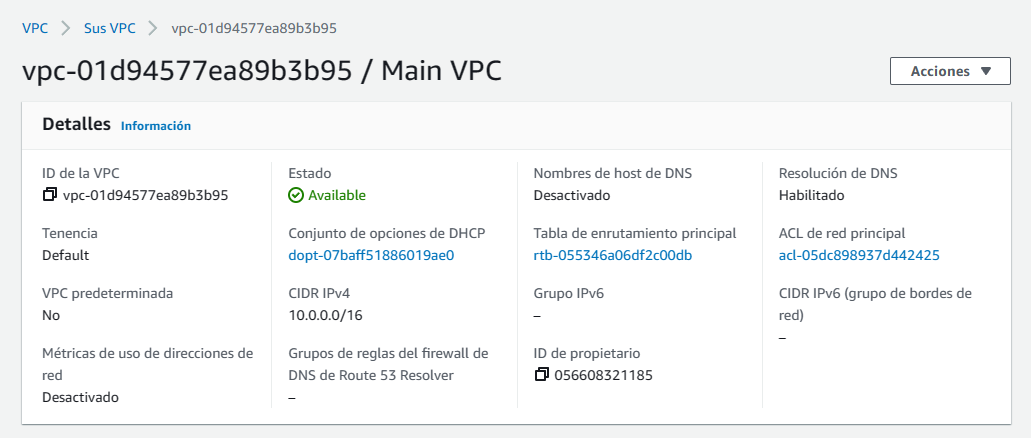 VPC > Sus VPC > vpc-01d94577ea89b3b95
vpc-01d94577ea89b3b95 / Main VPC
Acciones
Detalles Información
ID de la VPC
vpc-01d94577ea89b3b95
Estado
Available
Nombres de host de DNS
Desactivado
Resolución de DNS
Habilitado
Tenencia
Default
Conjunto de opciones de DHCP
dopt-07baff51886019ae0
Tabla de enrutamiento principal
rtb-055346a06df2c00db
ACL de red principal
acl-05dc898937d442425
VPC predeterminada
No
CIDR IPv4
10.0.0.0/16
Grupo IPv6
–
CIDR IPv6 (grupo de bordes de
red)
–
Métricas de uso de direcciones de
red
Desactivado
Grupos de reglas del firewall de
DNS de Route 53 Resolver
–
ID de propietario
056608321185